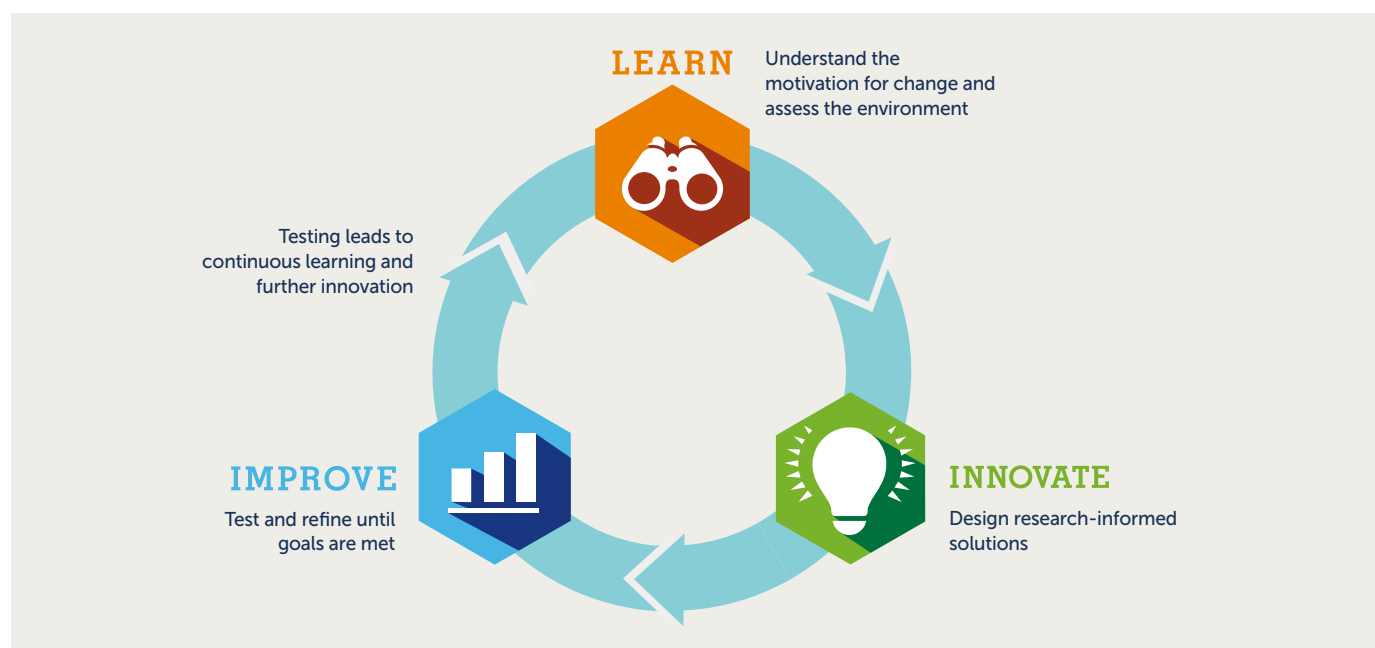 LEARN
Understand the
motivation for change and
assess the environment
Testing leads to
continuous learning and
further innovation
IMPROVE
Test and refine until
goals are met
INNOVATE
Design research-informed
solutions